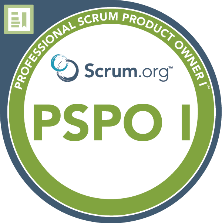 PROFESSIONAL SCRUM PRODUCT OWNER I™
Scrum.org™
PSPO I